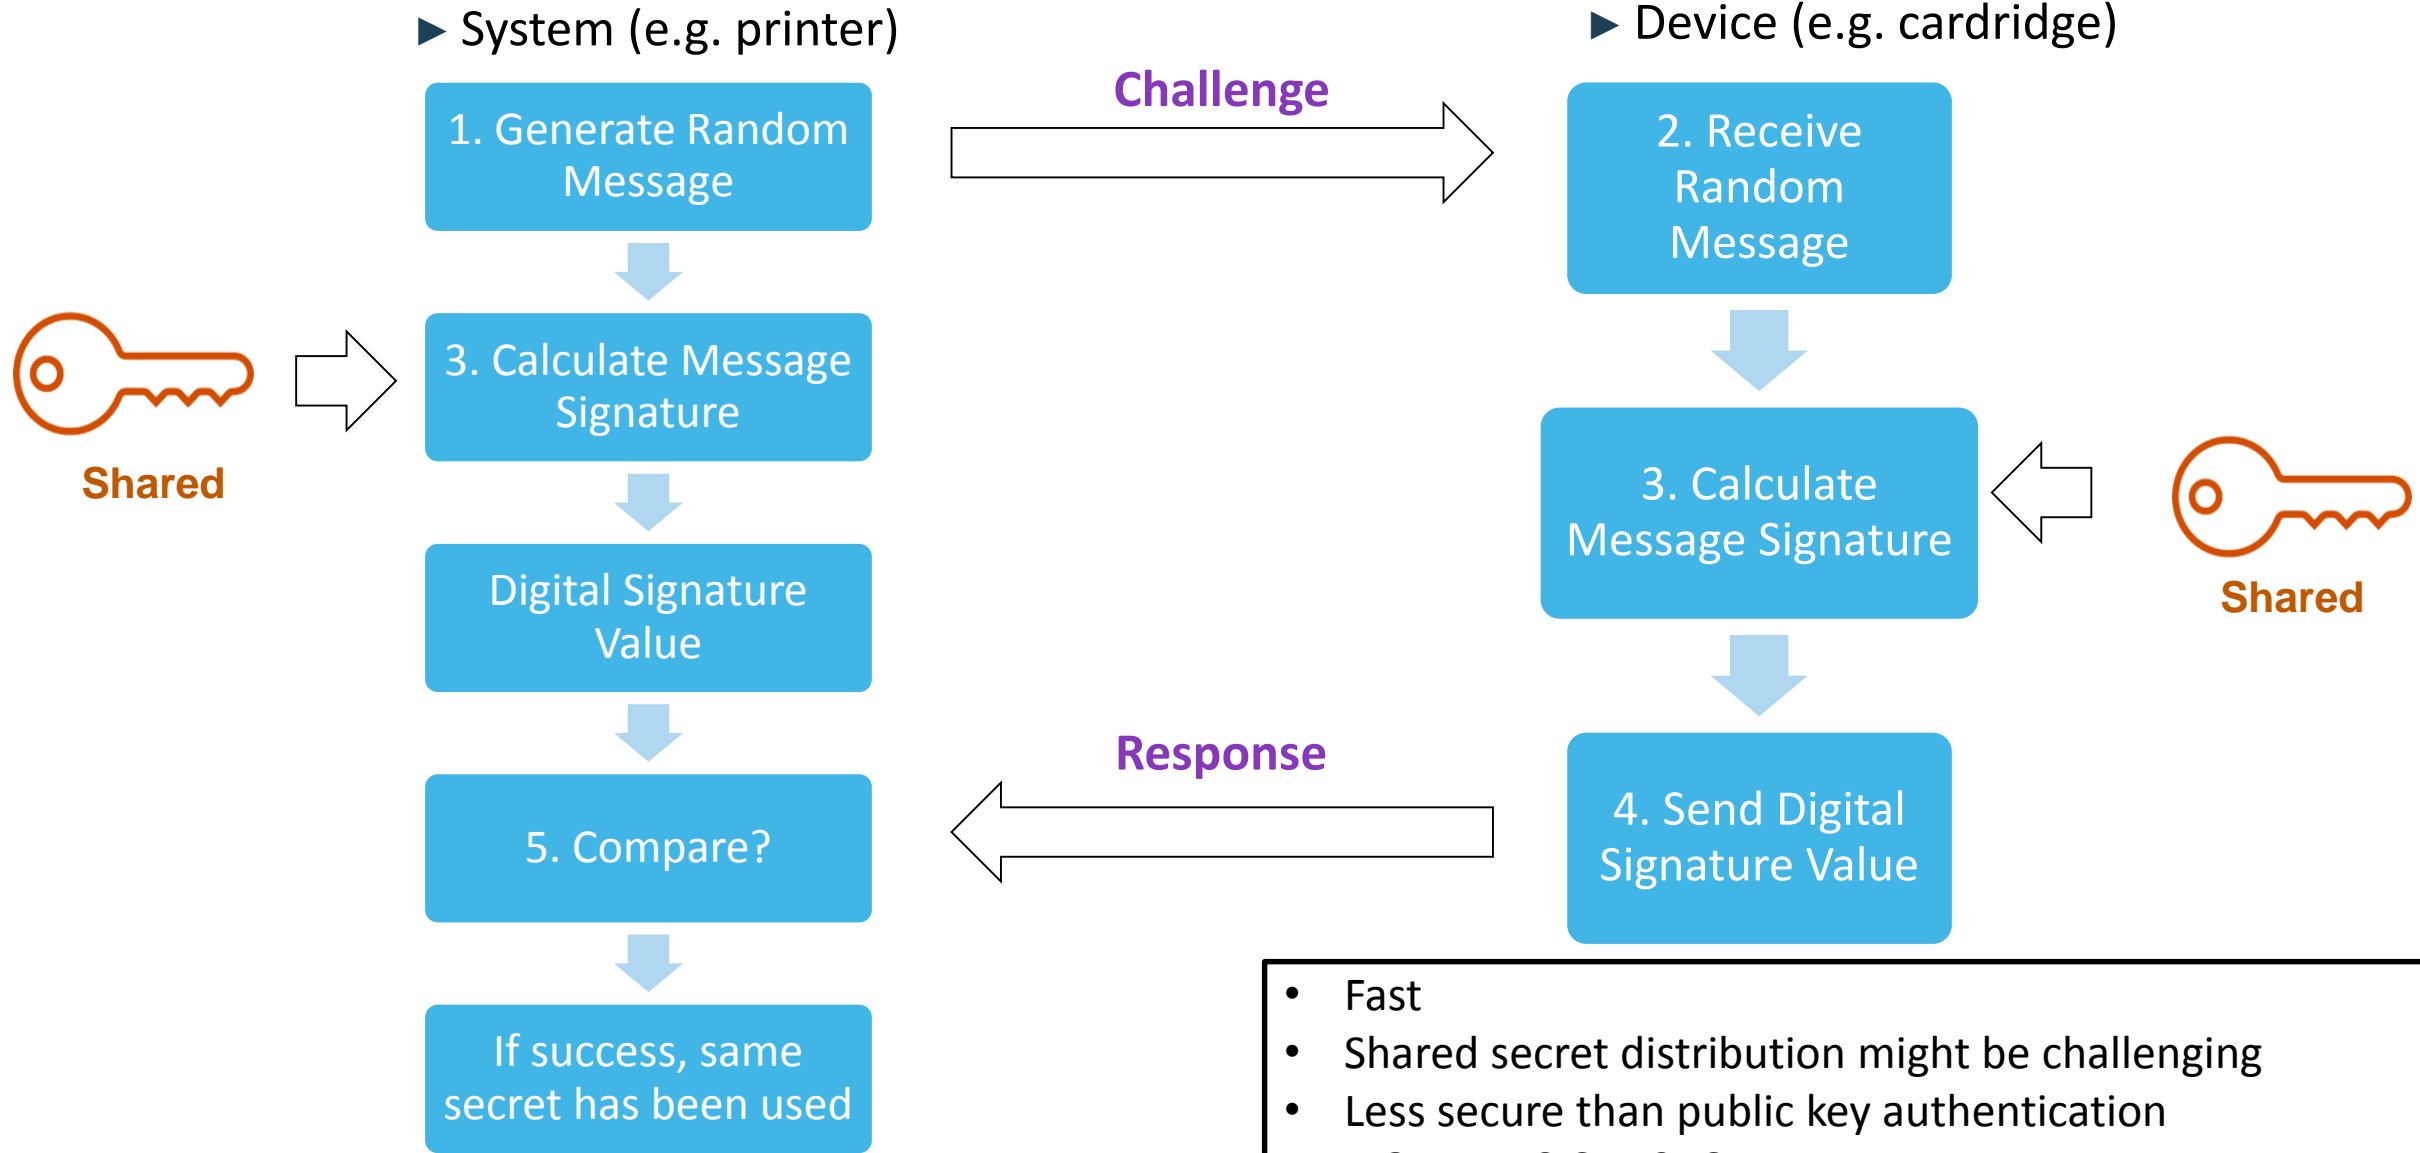 ► System (e.g. printer)
► Device (e.g. cardridge)
Challenge
1. Generate Random
Message
2. Receive
Random
Message
3. Calculate Message
Signature
Shared
3. Calculate
Message Signature
Shared
Digital Signature
Value
Response
4. Send Digital
Signature Value
5. Compare?
If success, same
secret has been used
• Fast
• Shared secret distribution might be challenging
• Less secure than public key authentication